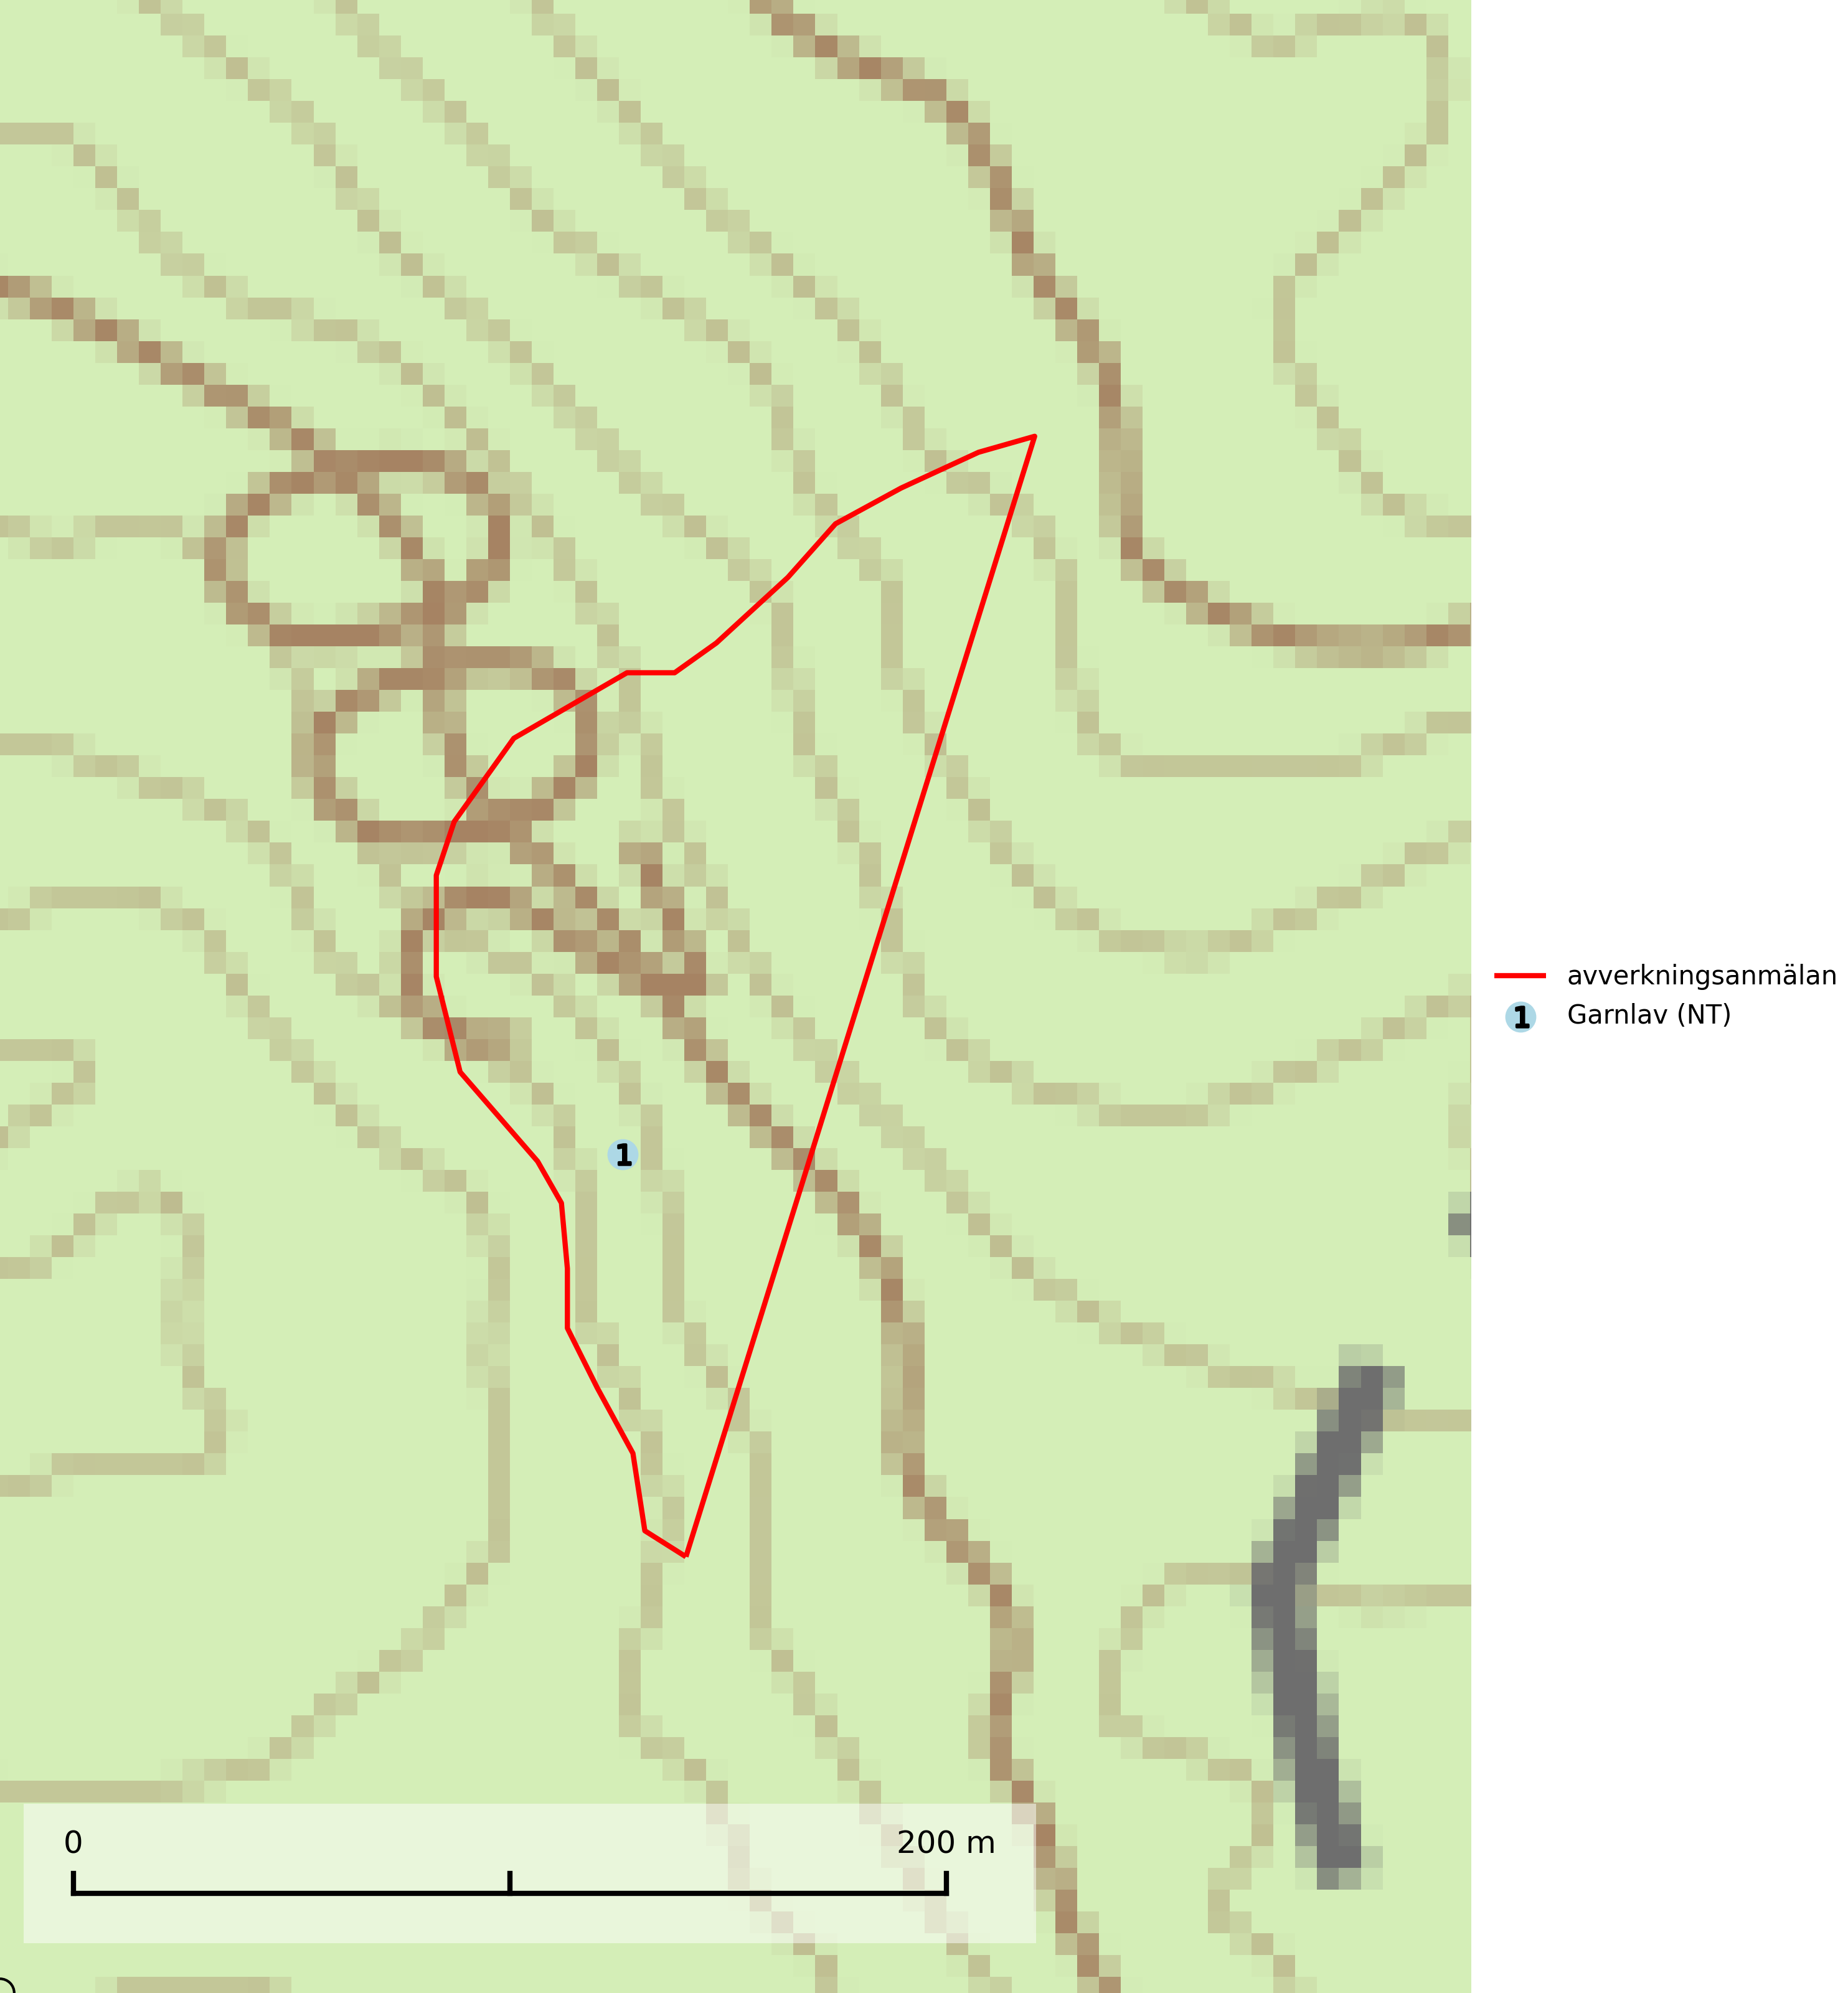 1
avverkningsanmälan
1 Garnlav (NT)
0 200 m